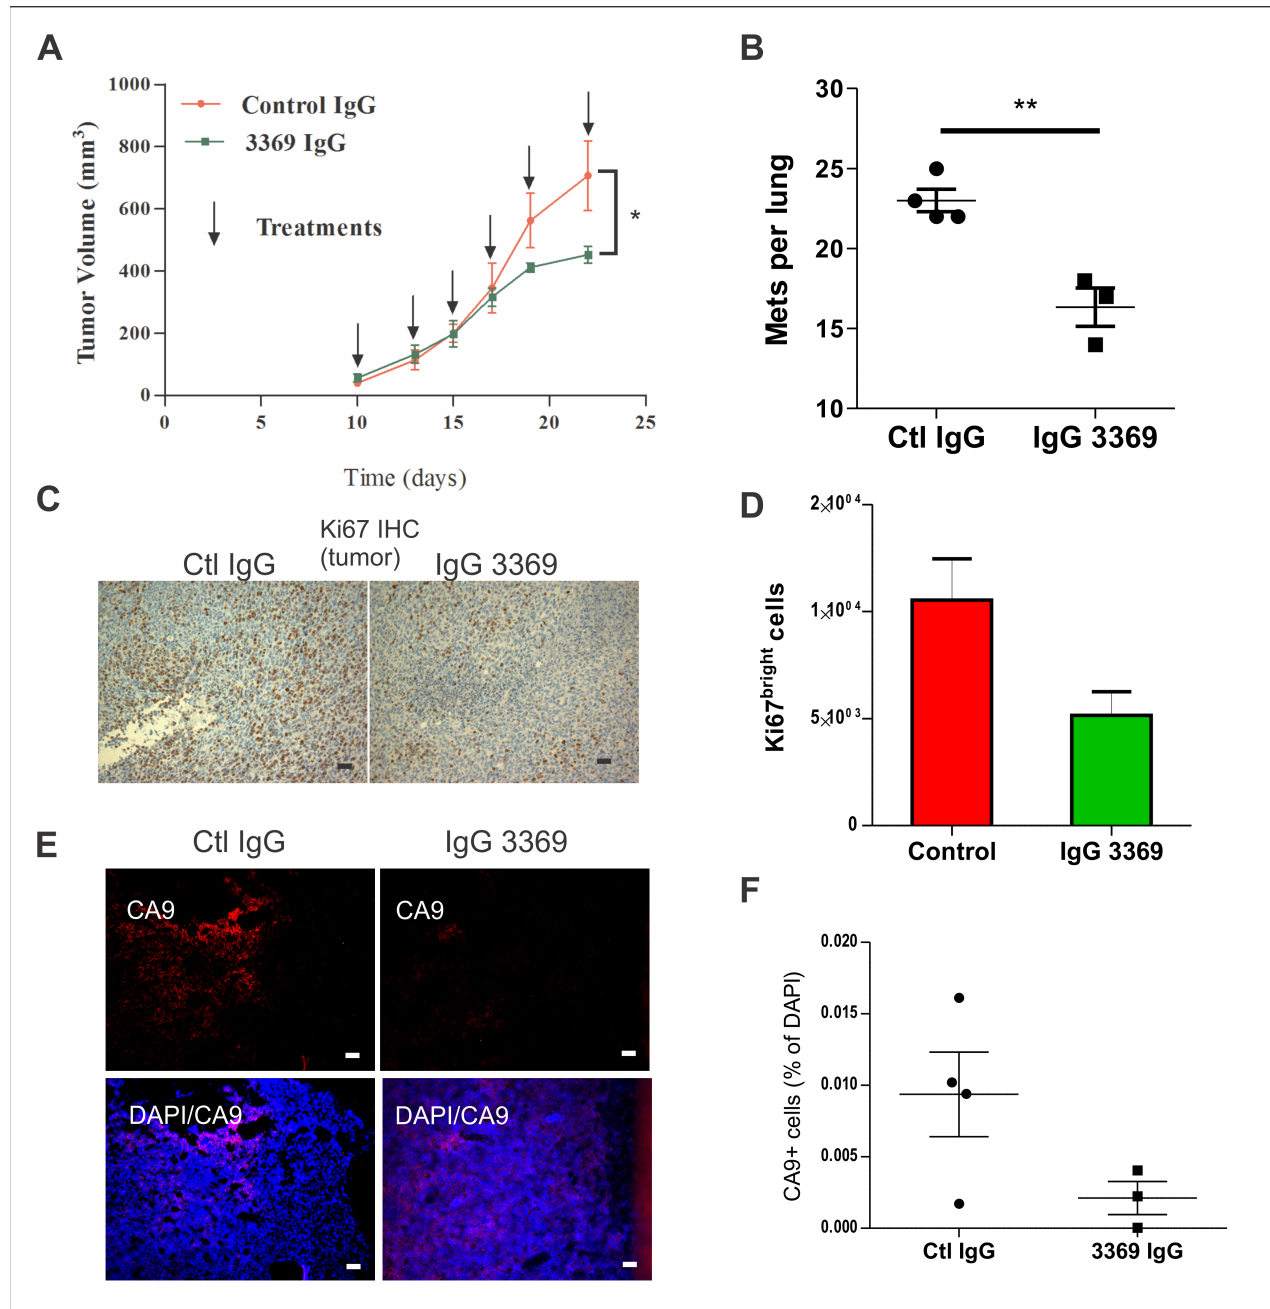 A
Tumor Volume (mm³)
1000
800
600
400
200
0
Control IgG
3369 IgG
Treatments
*
0 5 10 15 20 25
Time (days)
B
Mets per lung
30
25
20
15
10
**
Ctl IgG IgG 3369
C
Ki67 IHC
(tumor)
Ctl IgG IgG 3369
D
Ki67bright cells
2×10⁰⁴
1×10⁰⁴
5×10⁰³
0
Control IgG 3369
E
Ctl IgG IgG 3369
CA9 CA9
DAPI/CA9 DAPI/CA9
F
CA9+ cells (% of DAPI)
0.020
0.015
0.010
0.005
0.000
Ctl IgG 3369 IgG